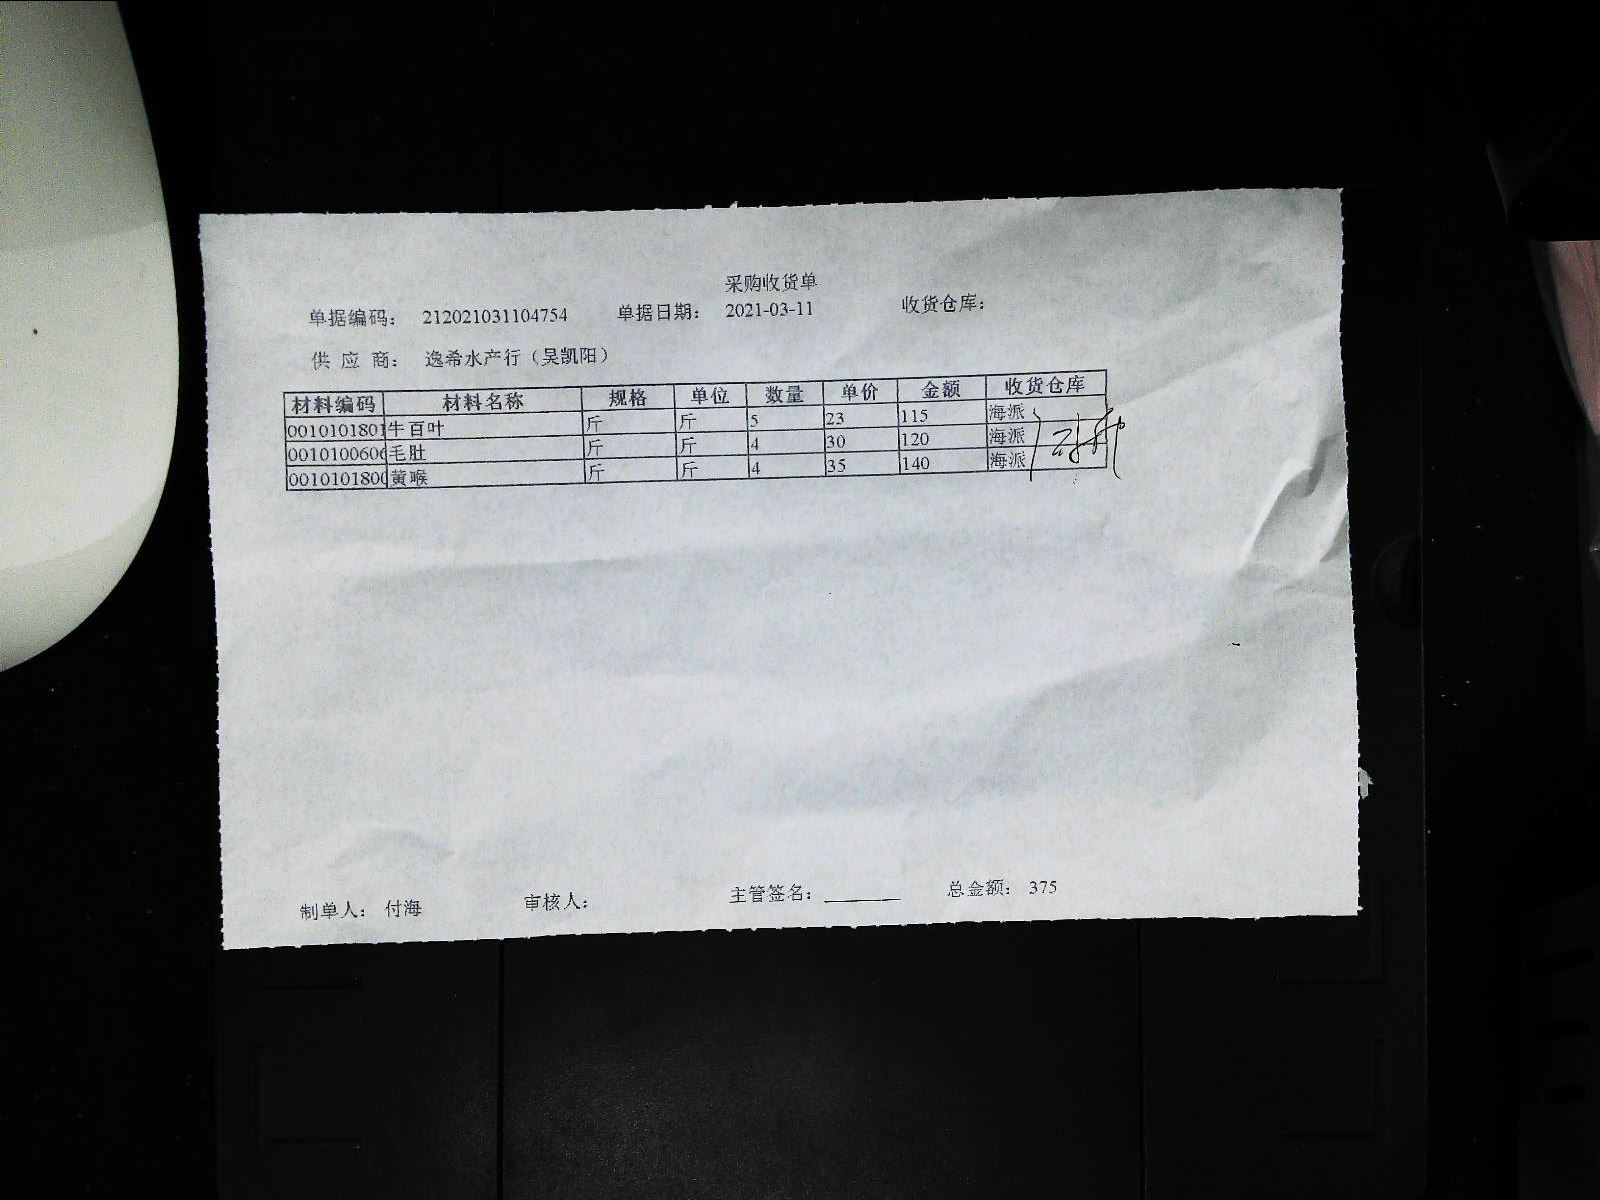 采购收货单
单据编码： 212021031104754 单据日期： 2021-03-11 收货仓库：
供 应 商： 逸希水产行（吴凯阳）
材料编码 材料名称 规格 单位 数量 单价 金额 收货仓库
0010101801 牛百叶 斤 斤 5 23 115 海派
0010100606 毛肚 斤 斤 4 30 120 海派
0010101800 黄喉 斤 斤 4 35 140 海派
制单人： 付海 审核人： 主管签名： 总金额： 375